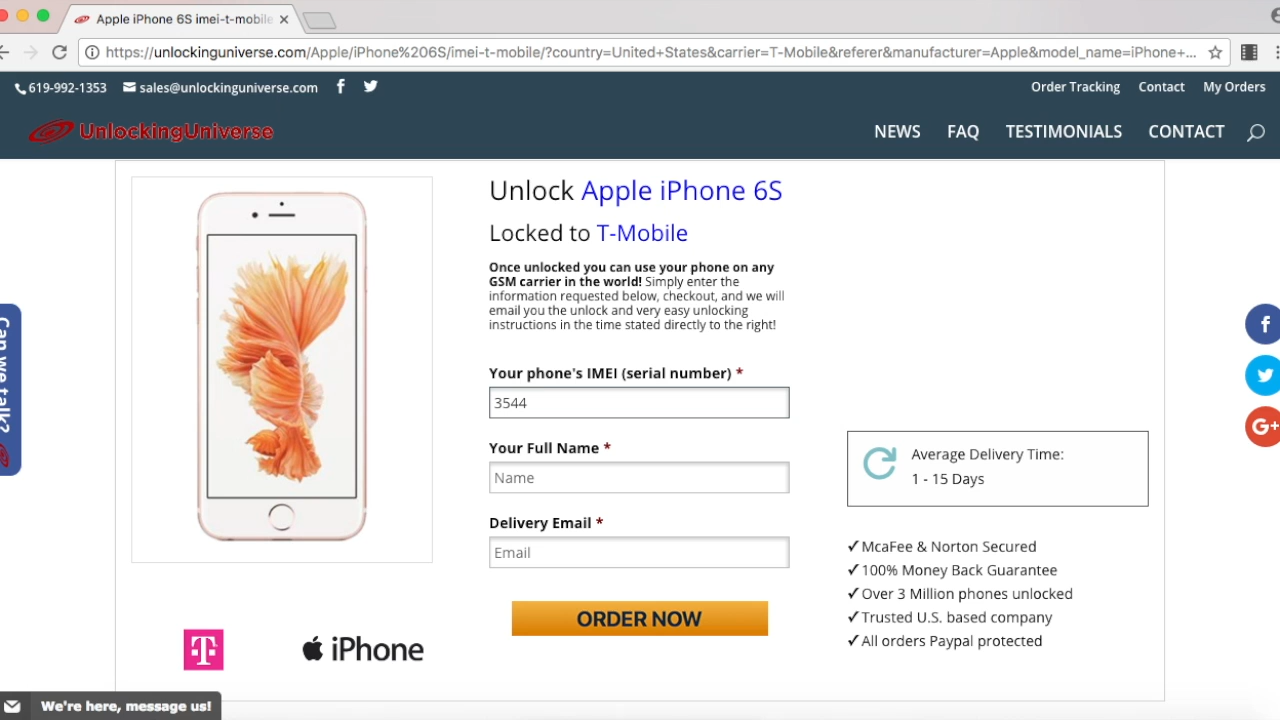 Apple iPhone 6S imei-t-mobile
https://unlockinguniverse.com/Apple/iPhone%206S/imei-t-mobile/?country=United+States&carrier=T-Mobile&referer&manufacturer=Apple&model_name=iPhone+...
619-992-1353 sales@unlockinguniverse.com
Order Tracking Contact My Orders
UnlockingUniverse
NEWS FAQ TESTIMONIALS CONTACT
Unlock Apple iPhone 6S
Locked to T-Mobile
Once unlocked you can use your phone on any
GSM carrier in the world! Simply enter the
information requested below, checkout, and we will
email you the unlock and very easy unlocking
instructions in the time stated directly to the right!
Your phone's IMEI (serial number) *
3544
Your Full Name *
Name
Delivery Email *
Email
ORDER NOW
Average Delivery Time:
1 - 15 Days
✓McAfee & Norton Secured
✓100% Money Back Guarantee
✓Over 3 Million phones unlocked
✓Trusted U.S. based company
✓All orders Paypal protected
T
iPhone
Can we talk?
G+
We're here, message us!